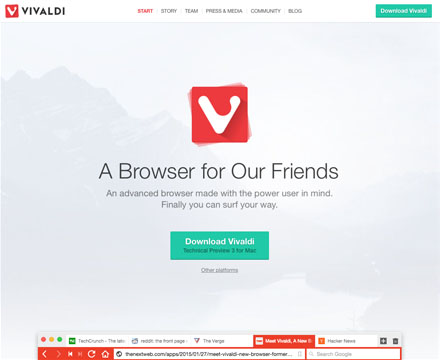 VIVALDI
START STORY TEAM PRESS & MEDIA COMMUNITY BLOG
Download Vivaldi
A Browser for Our Friends
An advanced browser made with the power user in mind.
Finally you can surf your way.
Download Vivaldi
Technical Preview 3 for Mac
Other platforms
TechCrunch - The lates
reddit: the front page
The Verge
Meet Vivaldi, A New B
Hacker News
thenextweb.com/apps/2015/01/27/meet-vivaldi-new-browser-former...
Search Google